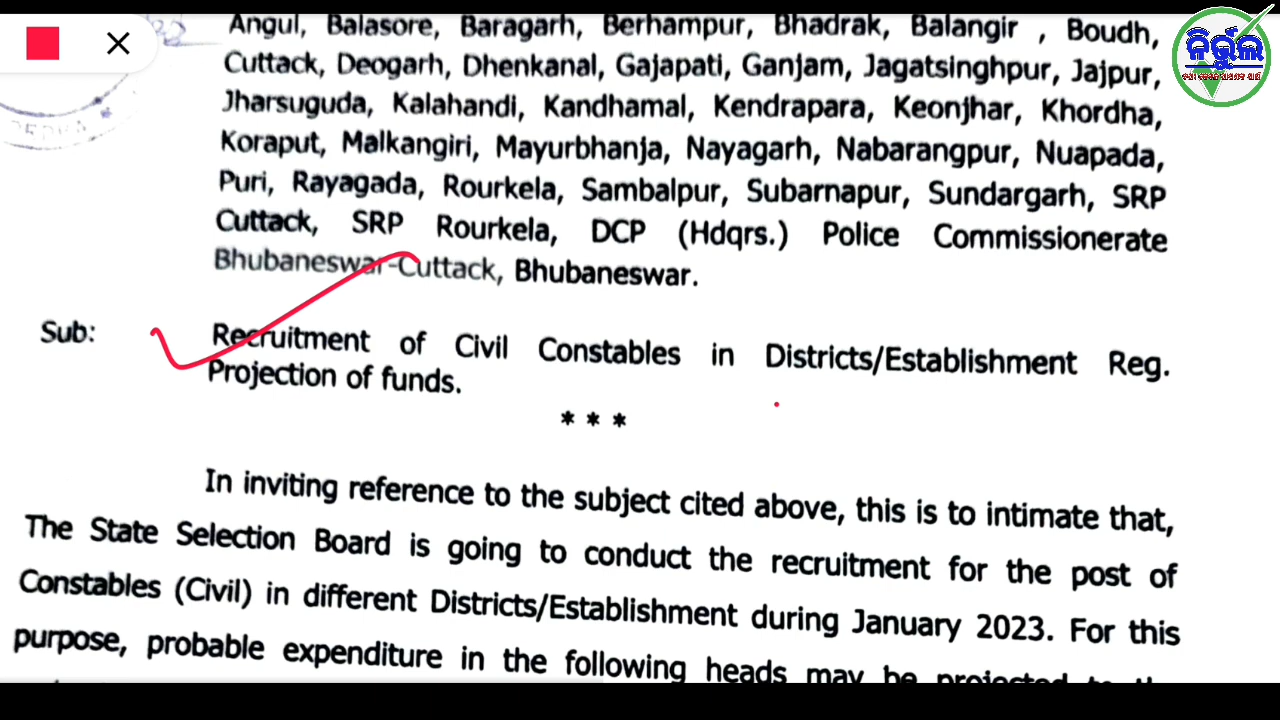 Angul, Balasore, Baragarh, Berhampur, Bhadrak, Balangir , Boudh,
Cuttack, Deogarh, Dhenkanal, Gajapati, Ganjam, Jagatsinghpur, Jajpur,
Jharsuguda, Kalahandi, Kandhamal, Kendrapara, Keonjhar, Khordha,
Koraput, Malkangiri, Mayurbhanja, Nayagarh, Nabarangpur, Nuapada,
Puri, Rayagada, Rourkela, Sambalpur, Subarnapur, Sundargarh, SRP
Cuttack, SRP Rourkela, DCP (Hdqrs.) Police Commissionerate
Bhubaneswar-Cuttack, Bhubaneswar.
Sub: Recruitment of Civil Constables in Districts/Establishment Reg.
Projection of funds.
* * *
In inviting reference to the subject cited above, this is to intimate that,
The State Selection Board is going to conduct the recruitment for the post of
Constables (Civil) in different Districts/Establishment during January 2023. For this
purpose, probable expenditure in the following heads may be projected to the
ନିର୍ଭୁଲ